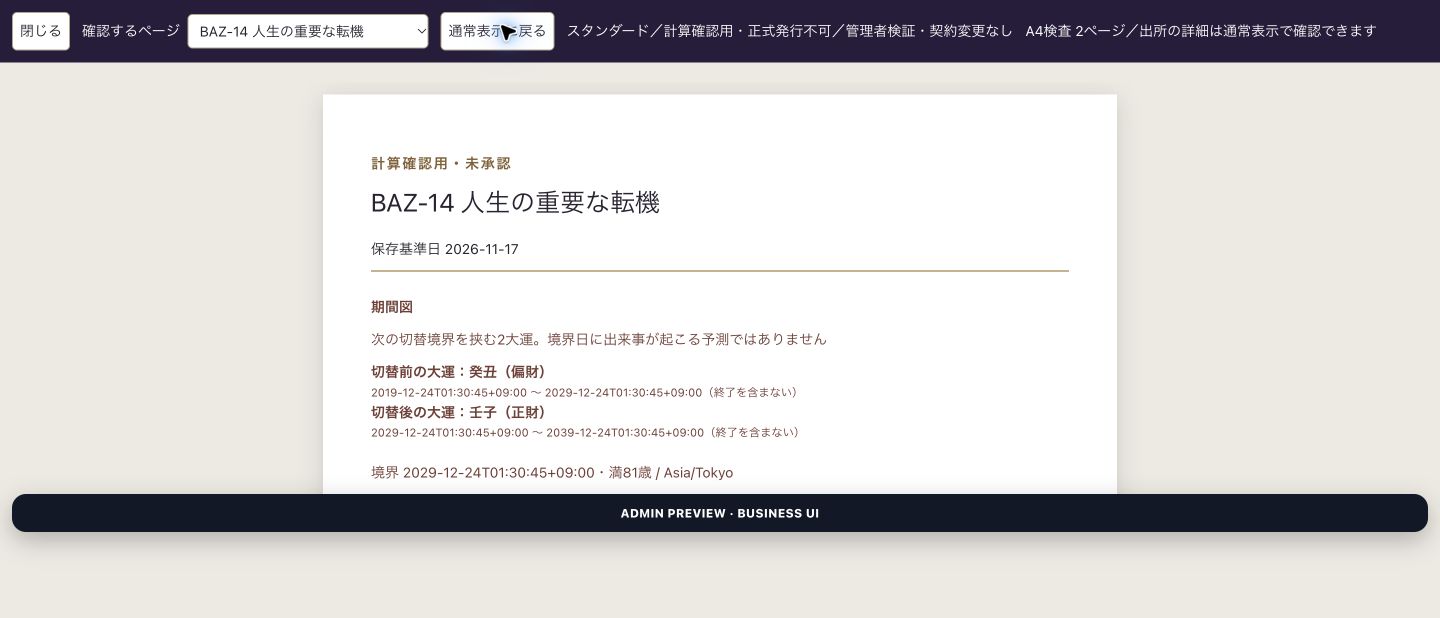 閉じる 確認するページ BAZ-14 人生の重要な転機 通常表示 戻る スタンダード／計算確認用・正式発行不可／管理者検証・契約変更なし A4検査 2ページ／出所の詳細は通常表示で確認できます
計算確認用・未承認
BAZ-14 人生の重要な転機
保存基準日 2026-11-17
期間図
次の切替境界を挟む2大運。境界日に出来事が起こる予測ではありません
切替前の大運：癸丑（偏財）
2019-12-24T01:30:45+09:00 〜 2029-12-24T01:30:45+09:00（終了を含まない）
切替後の大運：壬子（正財）
2029-12-24T01:30:45+09:00 〜 2039-12-24T01:30:45+09:00（終了を含まない）
境界 2029-12-24T01:30:45+09:00・満81歳 / Asia/Tokyo
ADMIN PREVIEW · BUSINESS UI